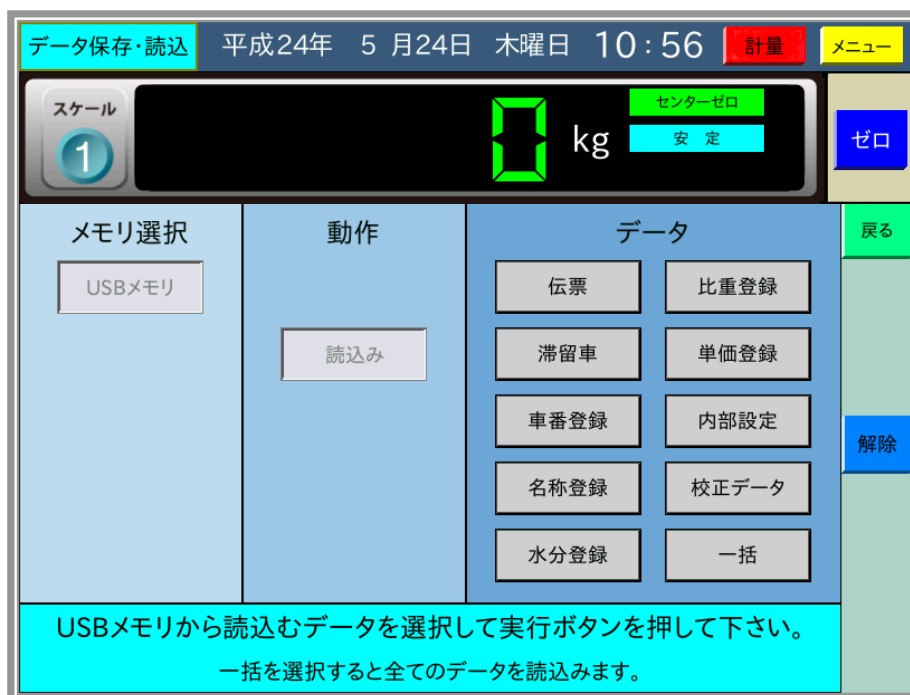 データ保存・読込 平成24年 5月24日 木曜日 10:56 計量 メニュー
スケール
1
0 kg
センターゼロ
安 定
ゼロ
メモリ選択 動作 データ 戻る
USBメモリ 伝票 比重登録
読込み 滞留車 単価登録
車番登録 内部設定 解除
名称登録 校正データ
水分登録 一括
USBメモリから読込むデータを選択して実行ボタンを押して下さい。
一括を選択すると全てのデータを読込みます。